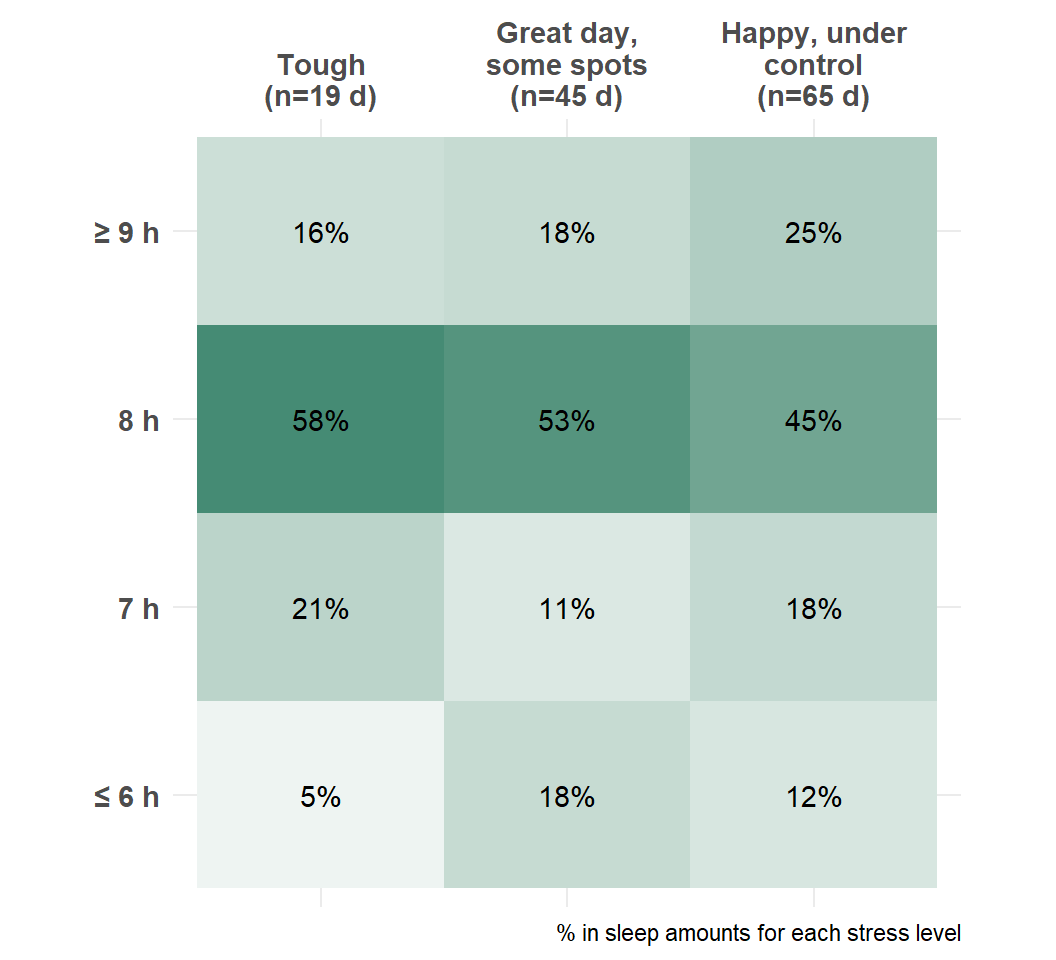 Tough
(n=19 d)
Great day,
some spots
(n=45 d)
Happy, under
control
(n=65 d)
≥ 9 h
16%
18%
25%
8 h
58%
53%
45%
7 h
21%
11%
18%
≤ 6 h
5%
18%
12%
% in sleep amounts for each stress level